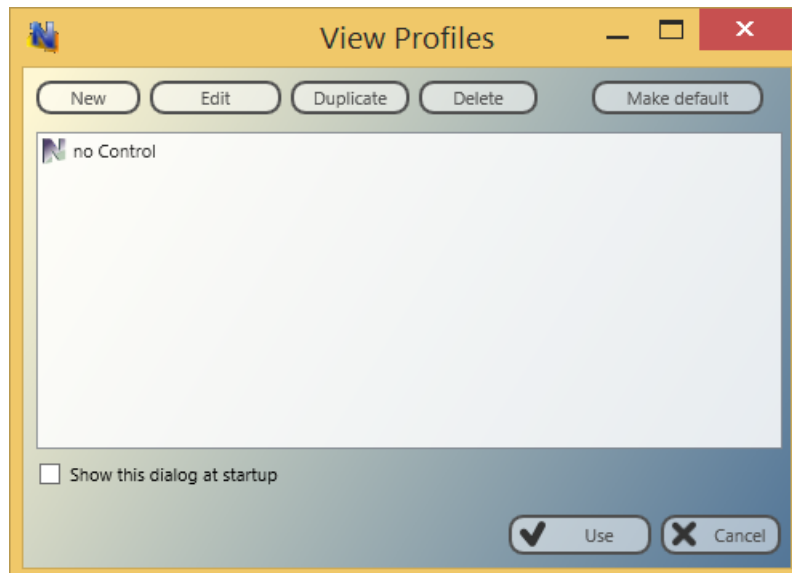 View Profiles
New Edit Duplicate Delete Make default
no Control
Show this dialog at startup
Use Cancel